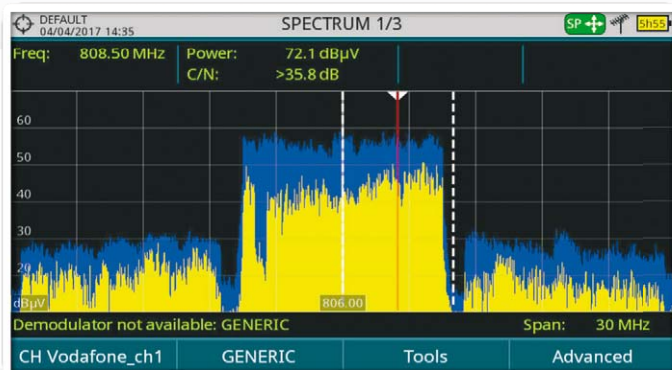 DEFAULT
04/04/2017 14:35
SPECTRUM 1/3
SP
5h55
Freq: 808.50 MHz
Power: 72.1 dBµV
C/N: >35.8 dB
60
50
40
30
20
dBµV
806.00
Demodulator not available: GENERIC
Span: 30 MHz
CH Vodafone_ch1
GENERIC
Tools
Advanced